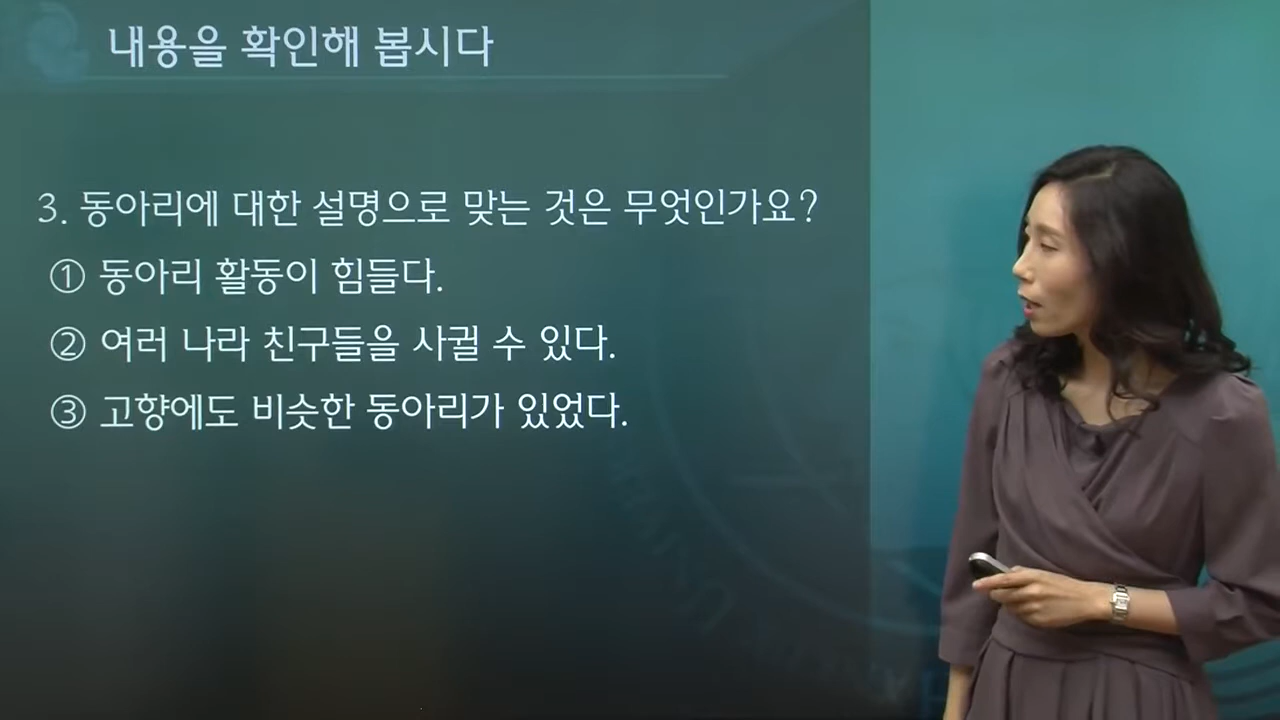 내용을 확인해 봅시다
3. 동아리에 대한 설명으로 맞는 것은 무엇인가요?
① 동아리 활동이 힘들다.
② 여러 나라 친구들을 사귈 수 있다.
③ 고향에도 비슷한 동아리가 있었다.